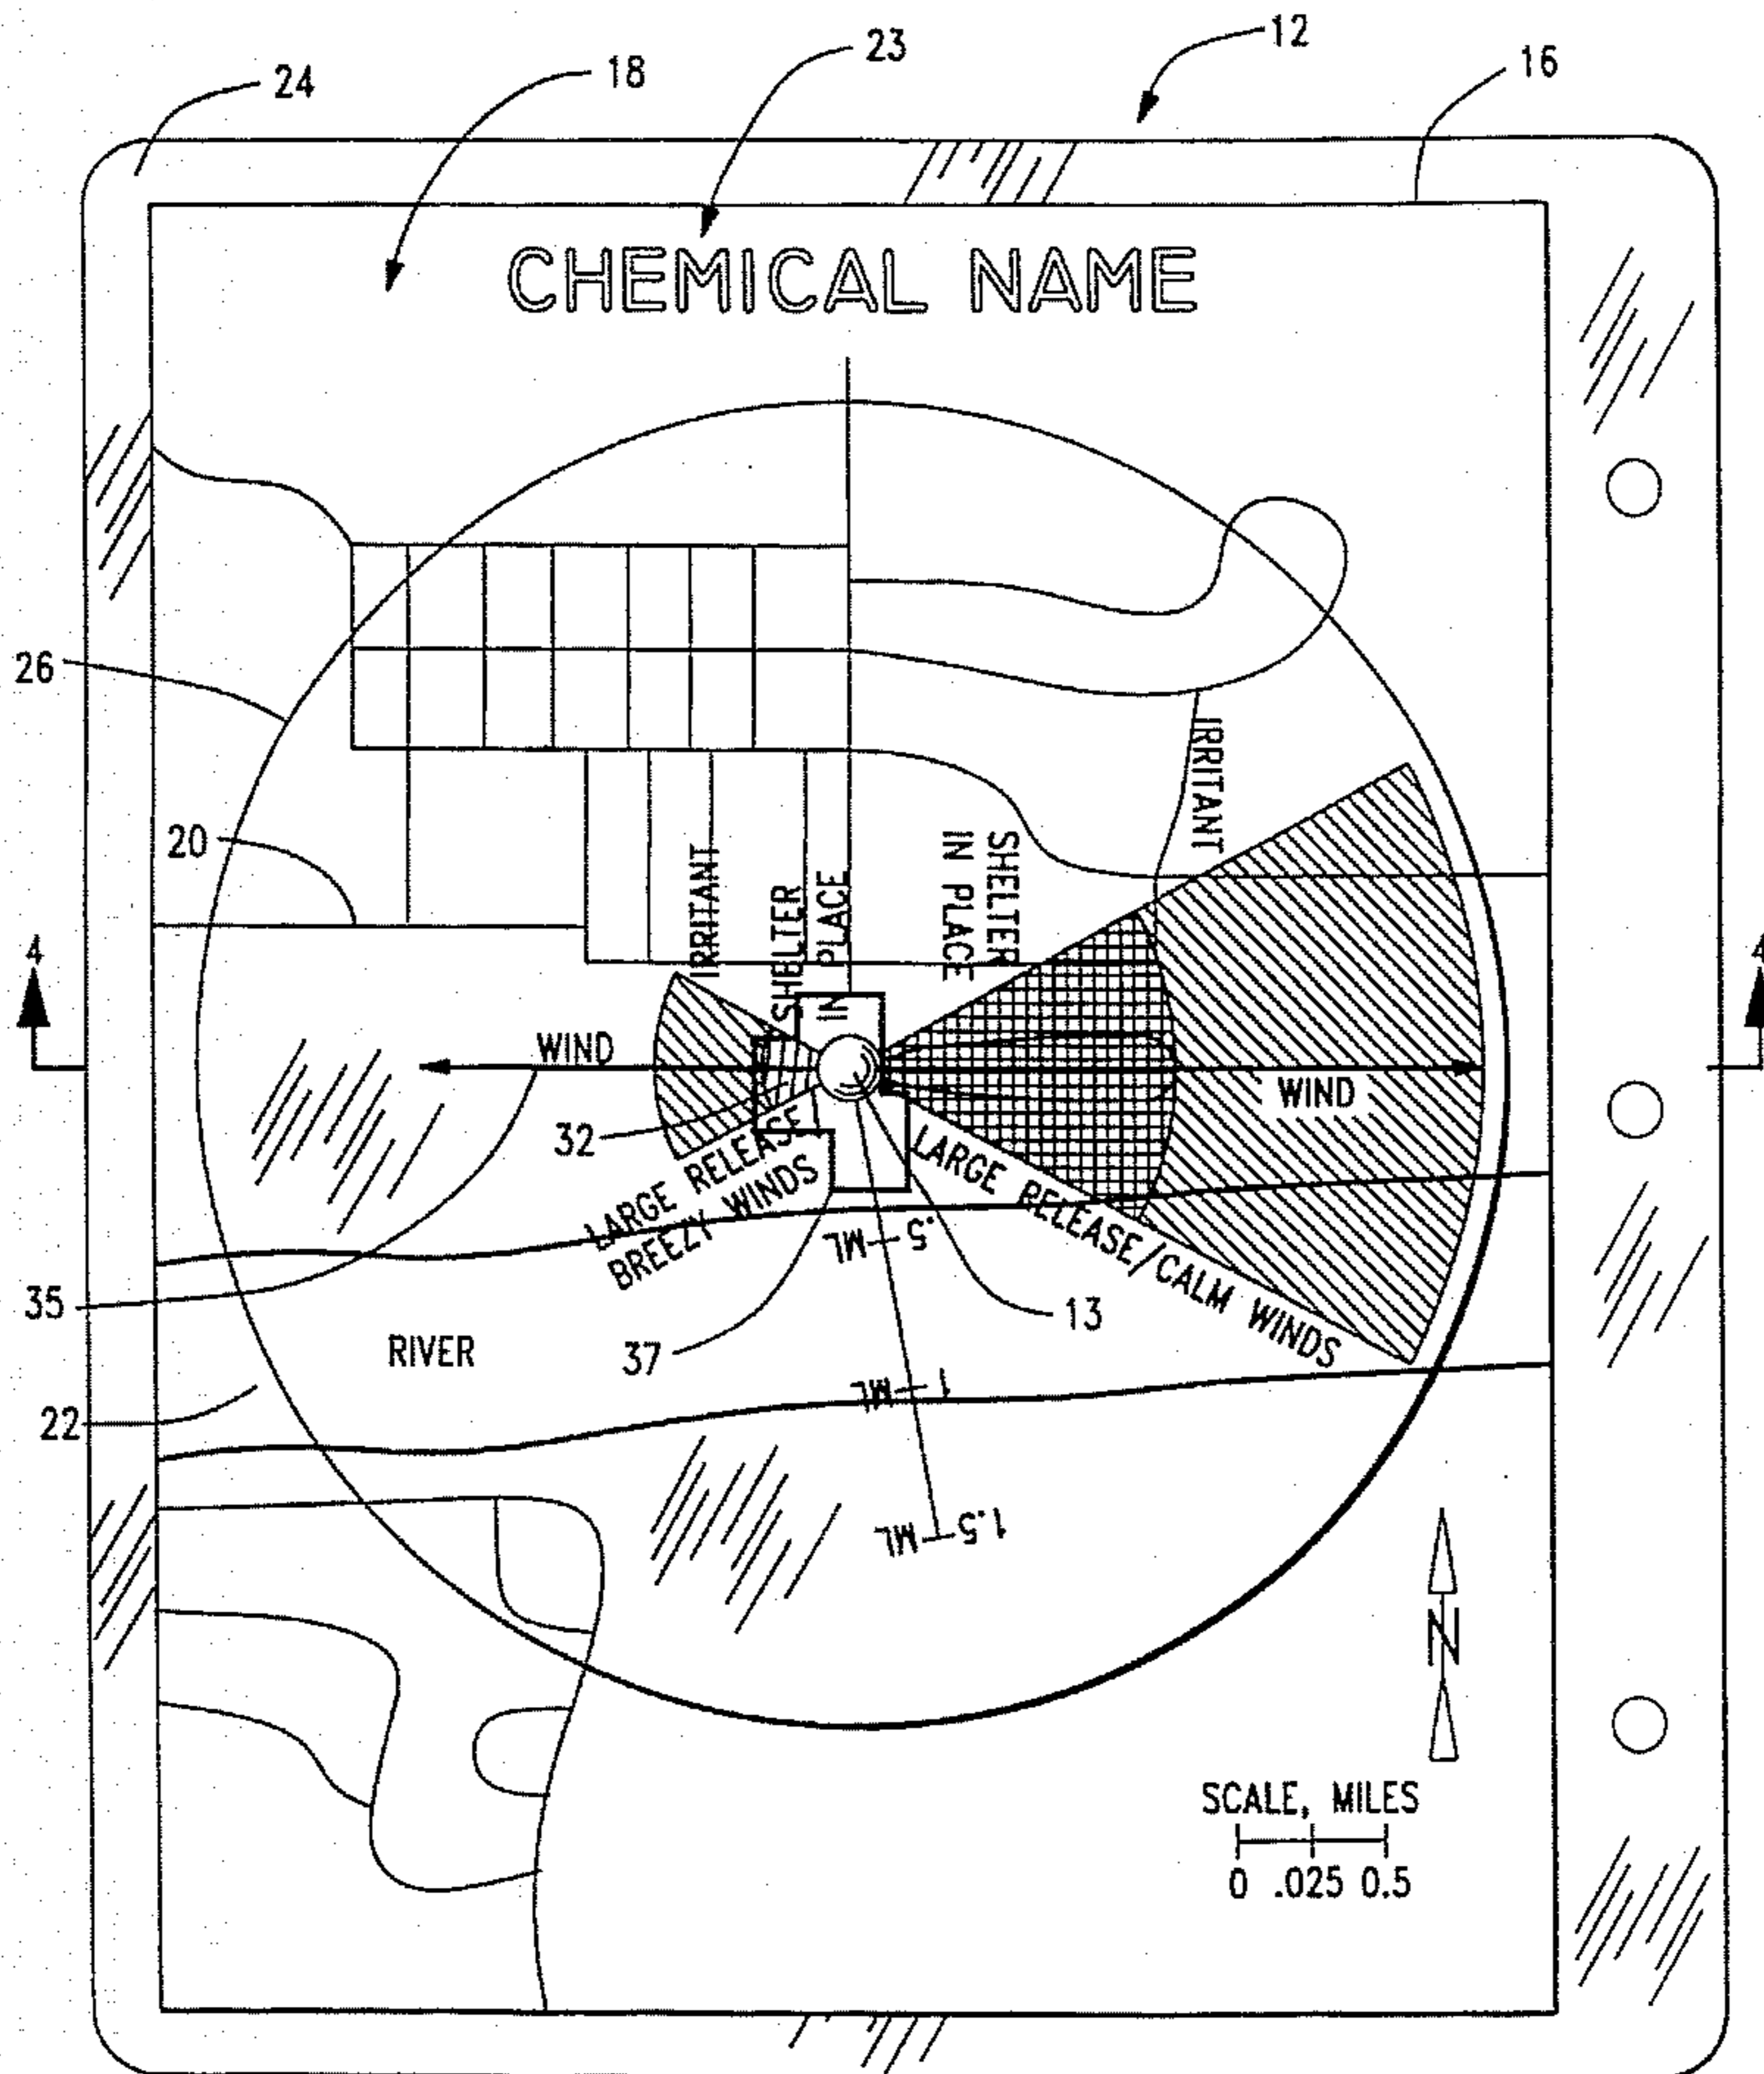 12
23
16
18
24
CHEMICAL NAME
26
IRRITANT
20
IRRITANT
SHELTER
IN PLACE
SHELTER
IN PLACE
4
4
WIND
WIND
32
LARGE RELEASE
BREEZY WINDS
LARGE RELEASE/CALM WINDS
.5 ML
35
13
RIVER
37
1 ML
22
1.5 ML
N
SCALE, MILES
0 .025 0.5